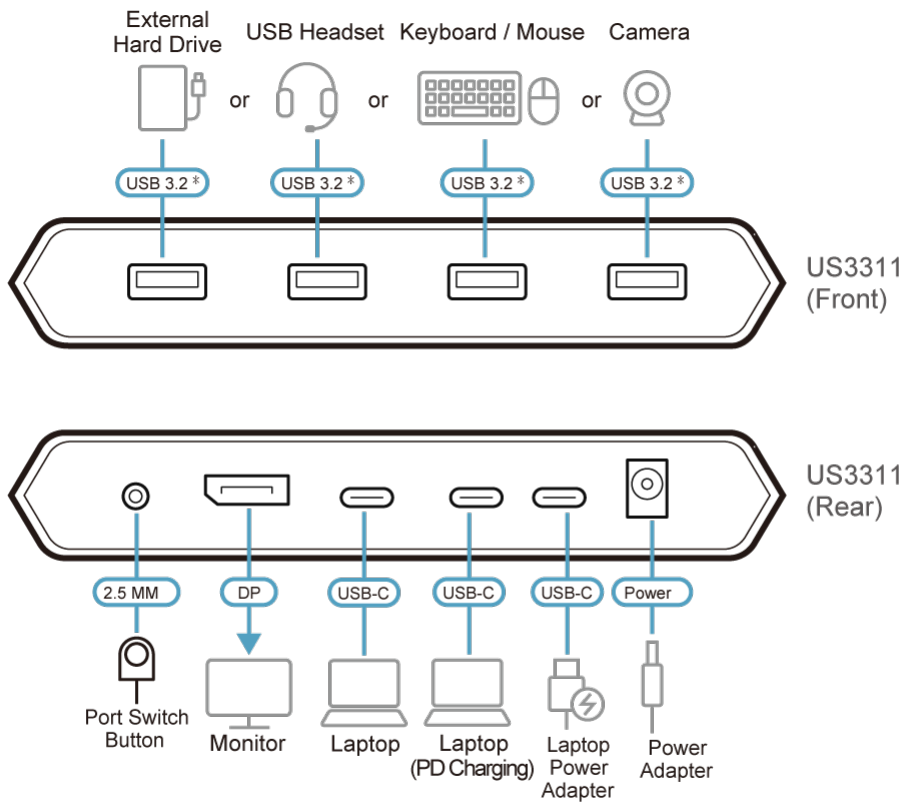 External
Hard Drive
USB Headset
Keyboard / Mouse
Camera
or
or
or
USB 3.2 *
USB 3.2 *
USB 3.2 *
USB 3.2 *
US3311
(Front)
US3311
(Rear)
2.5 MM
DP
USB-C
USB-C
USB-C
Power
Port Switch
Button
Monitor
Laptop
Laptop
(PD Charging)
Laptop
Power
Adapter
Power
Adapter